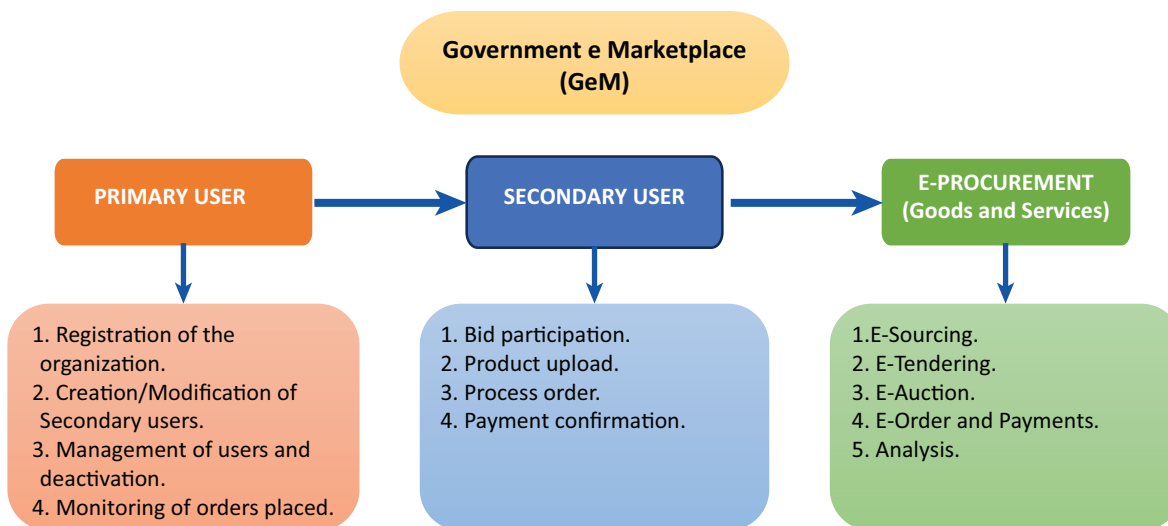 Government e Marketplace
(GeM)
PRIMARY USER
SECONDARY USER
E-PROCUREMENT
(Goods and Services)
1. Registration of the
organization.
2. Creation/Modification of
Secondary users.
3. Management of users and
deactivation.
4. Monitoring of orders placed.
1. Bid participation.
2. Product upload.
3. Process order.
4. Payment confirmation.
1.E-Sourcing.
2. E-Tendering.
3. E-Auction.
4. E-Order and Payments.
5. Analysis.